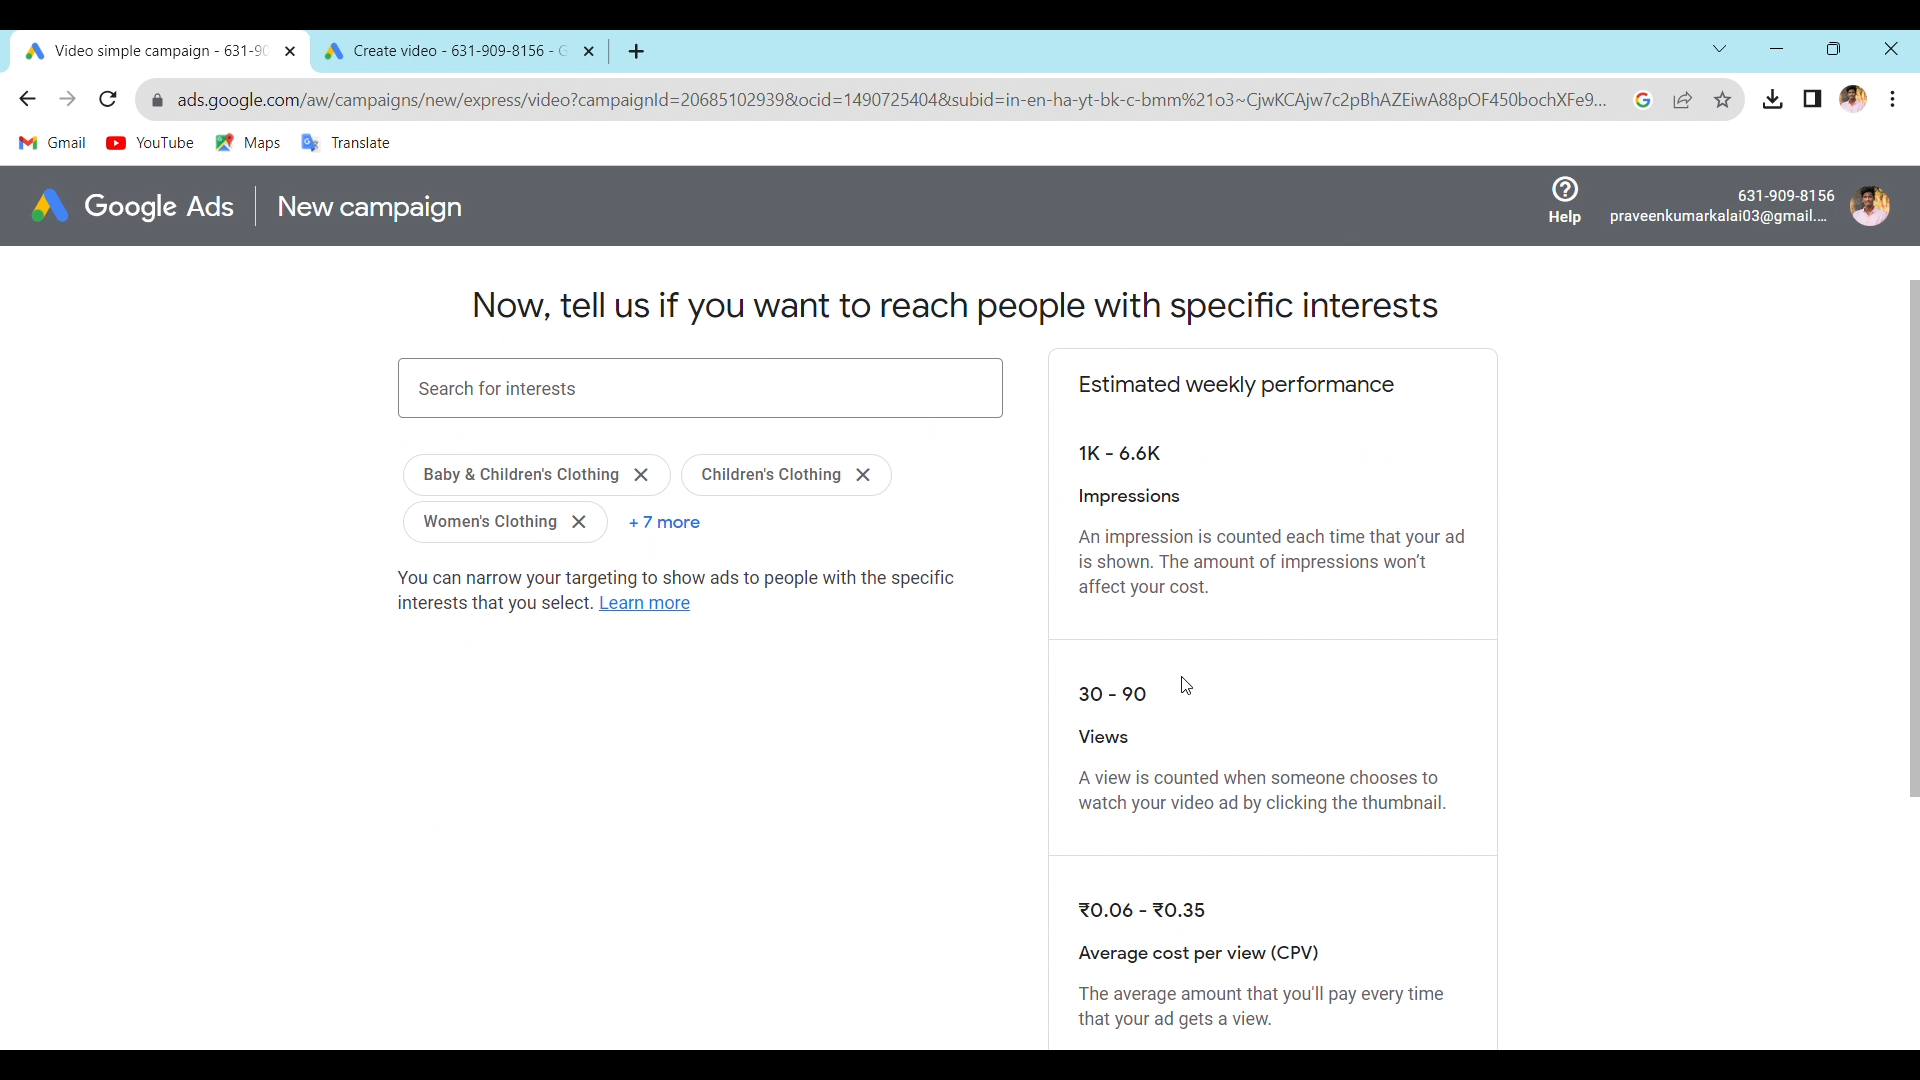 Video simple campaign - 631-90
Create video - 631-909-8156 - G
ads.google.com/aw/campaigns/new/express/video?campaignId=20685102939&ocid=1490725404&subid=in-en-ha-yt-bk-c-bmm%21o3~CjwKCAjw7c2pBhAZEiwA88pOF450bochXFe9...
Gmail
YouTube
Maps
Translate
Google Ads
New campaign
Help
631-909-8156
praveenkumarkalai03@gmail....
Now, tell us if you want to reach people with specific interests
Search for interests
Baby & Children's Clothing
Children's Clothing
Women's Clothing
+ 7 more
You can narrow your targeting to show ads to people with the specific
interests that you select. Learn more
Estimated weekly performance
1K - 6.6K
Impressions
An impression is counted each time that your ad
is shown. The amount of impressions won't
affect your cost.
30 - 90
Views
A view is counted when someone chooses to
watch your video ad by clicking the thumbnail.
₹0.06 - ₹0.35
Average cost per view (CPV)
The average amount that you'll pay every time
that your ad gets a view.